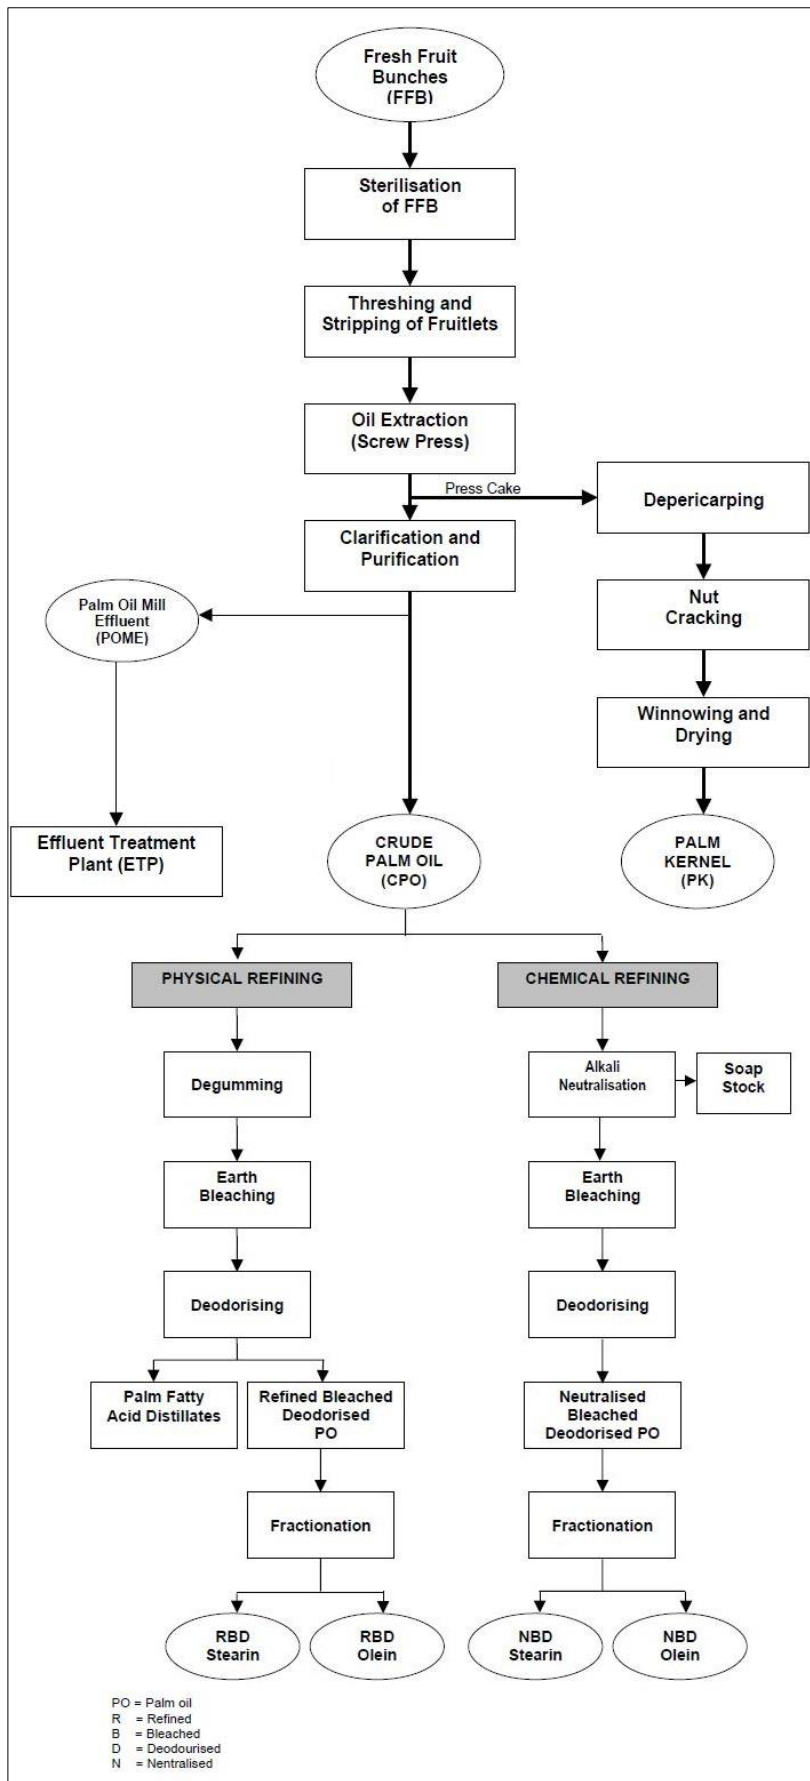 Fresh Fruit
Bunches
(FFB)
Sterilisation
of FFB
Threshing and
Stripping of Fruitlets
Oil Extraction
(Screw Press)
Press Cake
Depericarping
Clarification and
Purification
Nut
Cracking
Palm Oil Mill
Effluent
(POME)
Winnowing and
Drying
Effluent Treatment
Plant (ETP)
CRUDE
PALM OIL
(CPO)
PALM
KERNEL
(PK)
PHYSICAL REFINING
CHEMICAL REFINING
Degumming
Alkali
Neutralisation
Soap
Stock
Earth
Bleaching
Earth
Bleaching
Deodorising
Deodorising
Palm Fatty
Acid Distillates
Refined Bleached
Deodorised
PO
Neutralised
Bleached
Deodorised PO
Fractionation
Fractionation
RBD
Stearin
RBD
Olein
NBD
Stearin
NBD
Olein
PO = Palm oil
R = Refined
B = Bleached
D = Deodourised
N = Nentralised